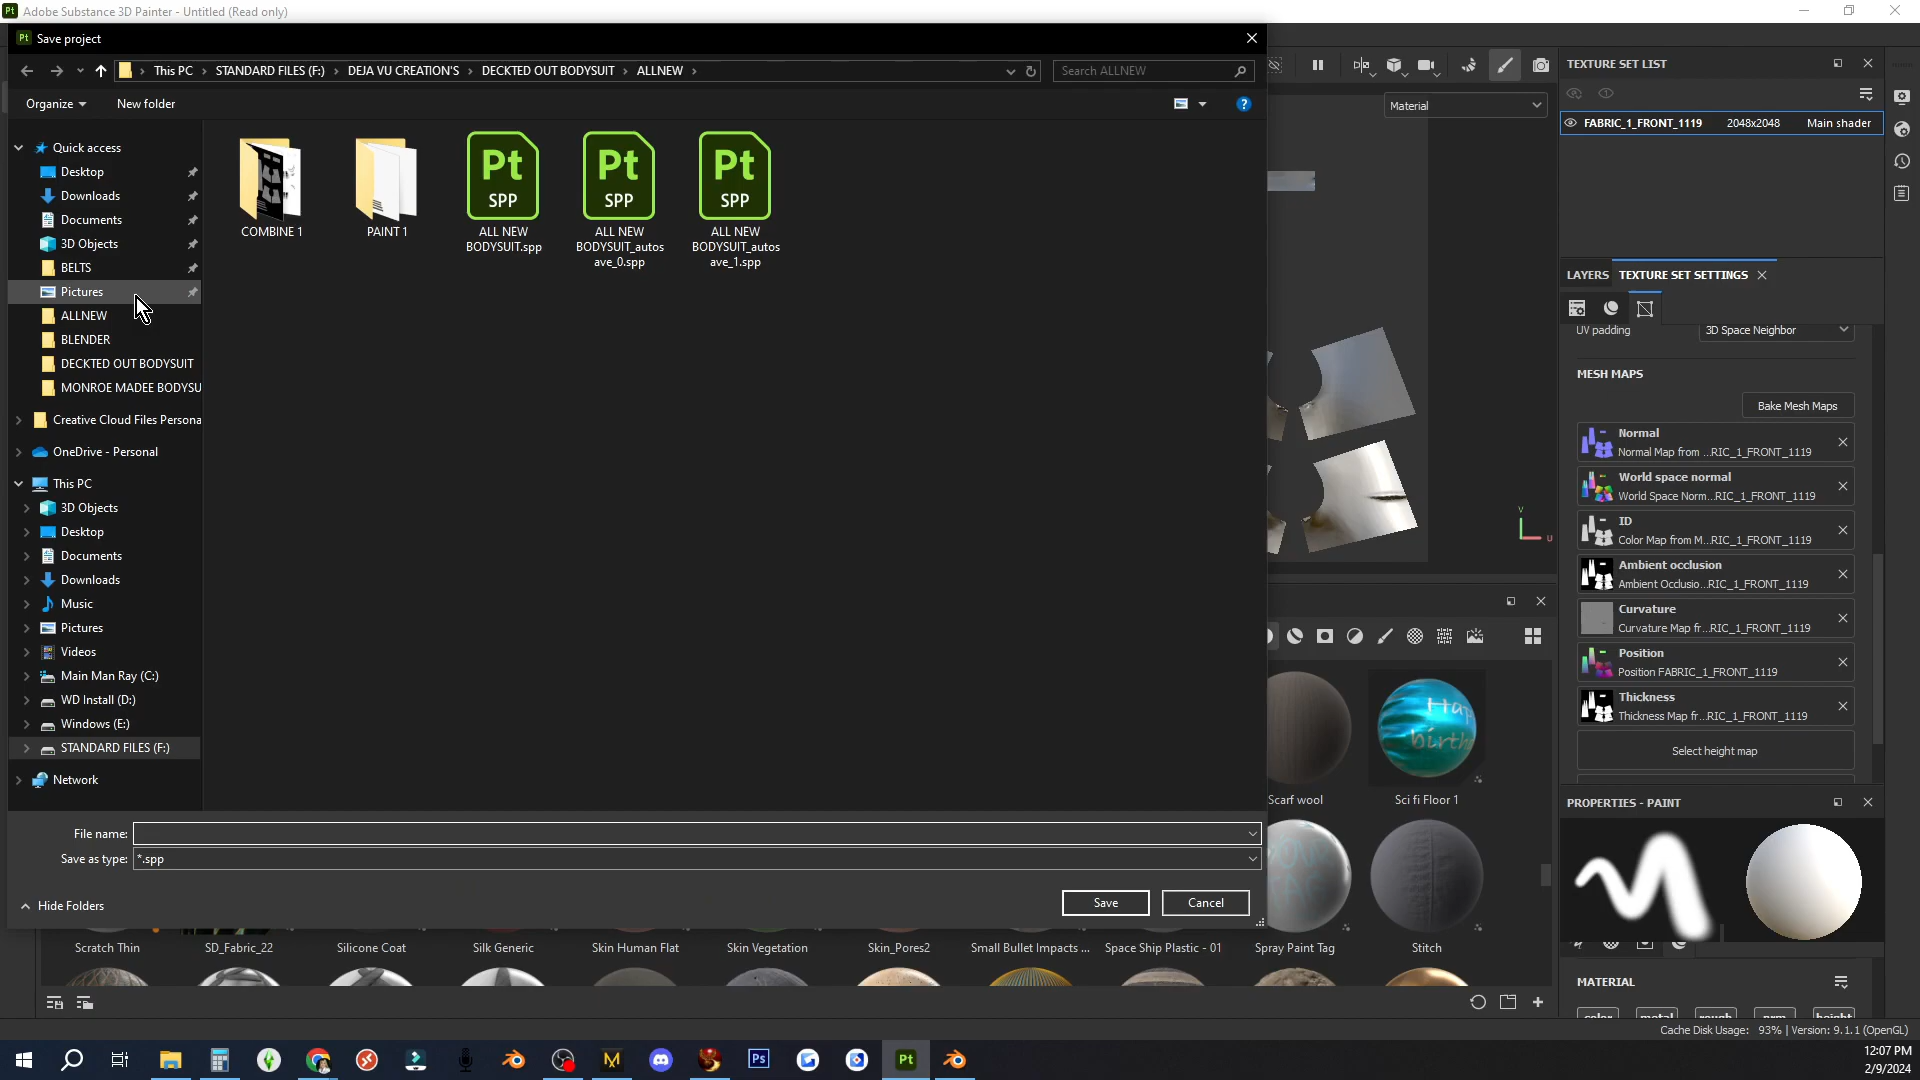 Pt Adobe Substance 3D Painter - Untitled (Read only)
Pt Save project
This PC STANDARD FILES (F:) DEJA VU CREATION'S DECKTED OUT BODYSUIT ALLNEW
Search ALLNEW
Organize
New folder
?
Quick access
Desktop
Downloads
Documents
3D Objects
BELTS
Pictures
ALLNEW
BLENDER
DECKTED OUT BODYSUIT
MONROE MADEE BODYSU
Creative Cloud Files Persona
OneDrive - Personal
This PC
3D Objects
Desktop
Documents
Downloads
Music
Pictures
Videos
Main Man Ray (C:)
WD Install (D:)
Windows (E:)
STANDARD FILES (F:)
Network
COMBINE 1
PAINT 1
Pt
SPP
ALL NEW
BODYSUIT.spp
Pt
SPP
ALL NEW
BODYSUIT_autos
ave_0.spp
Pt
SPP
ALL NEW
BODYSUIT_autos
ave_1.spp
File name:
Save as type: *.spp
Hide Folders
Save
Cancel
Material
V
U
TEXTURE SET LIST
FABRIC_1_FRONT_1119 2048x2048 Main shader
LAYERS TEXTURE SET SETTINGS
UV padding 3D Space Neighbor
MESH MAPS
Bake Mesh Maps
Normal
Normal Map from ...RIC_1_FRONT_1119
World space normal
World Space Norm...RIC_1_FRONT_1119
ID
Color Map from M...RIC_1_FRONT_1119
Ambient occlusion
Ambient Occlusio...RIC_1_FRONT_1119
Curvature
Curvature Map fr...RIC_1_FRONT_1119
Position
Position FABRIC_1_FRONT_1119
Thickness
Thickness Map fr...RIC_1_FRONT_1119
Select height map
PROPERTIES - PAINT
MATERIAL
color metal rough nrm height
Scarf wool
Sci fi Floor 1
Scratch Thin
SD_Fabric_22
Silicone Coat
Silk Generic
Skin Human Flat
Skin Vegetation
Skin_Pores2
Small Bullet Impacts ...
Space Ship Plastic - 01
Spray Paint Tag
Stitch
Cache Disk Usage: 93% | Version: 9.1.1 (OpenGL)
Ps
Pt
12:07 PM
2/9/2024